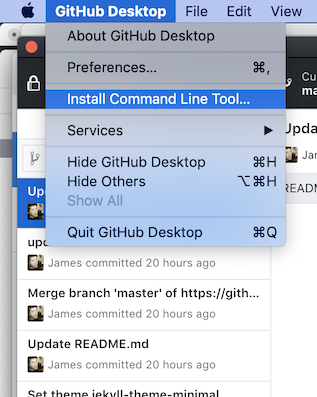 GitHub Desktop File Edit View
About GitHub Desktop
Preferences... ⌘,
Install Command Line Tool...
Services
Hide GitHub Desktop ⌘H
Hide Others ⌥⌘H
Show All
Quit GitHub Desktop ⌘Q
Cu
ma
Upda
Jam
READM
Up
upd
James committed 20 hours ago
Merge branch 'master' of https://gith...
James committed 20 hours ago
Update README.md
James committed 20 hours ago
Set theme jekyll-theme-minimal